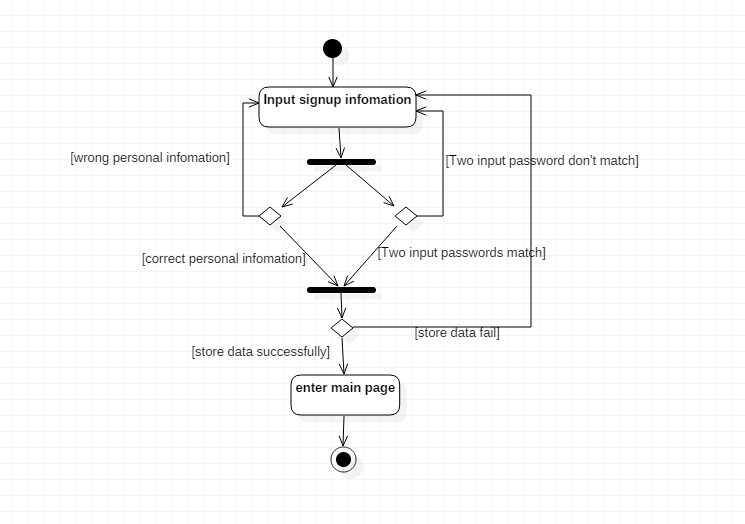 Input signup infomation
[wrong personal infomation]
[Two input password don't match]
[correct personal infomation]
[Two input passwords match]
[store data fail]
[store data successfully]
enter main page